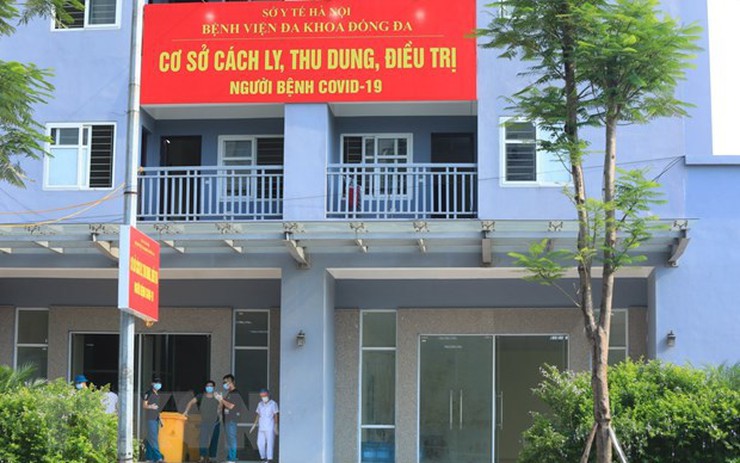 SỞ Y TẾ HÀ NỘI
BỆNH VIỆN ĐA KHOA ĐỐNG ĐA
CƠ SỞ CÁCH LY, THU DUNG, ĐIỀU TRỊ
NGƯỜI BỆNH COVID-19